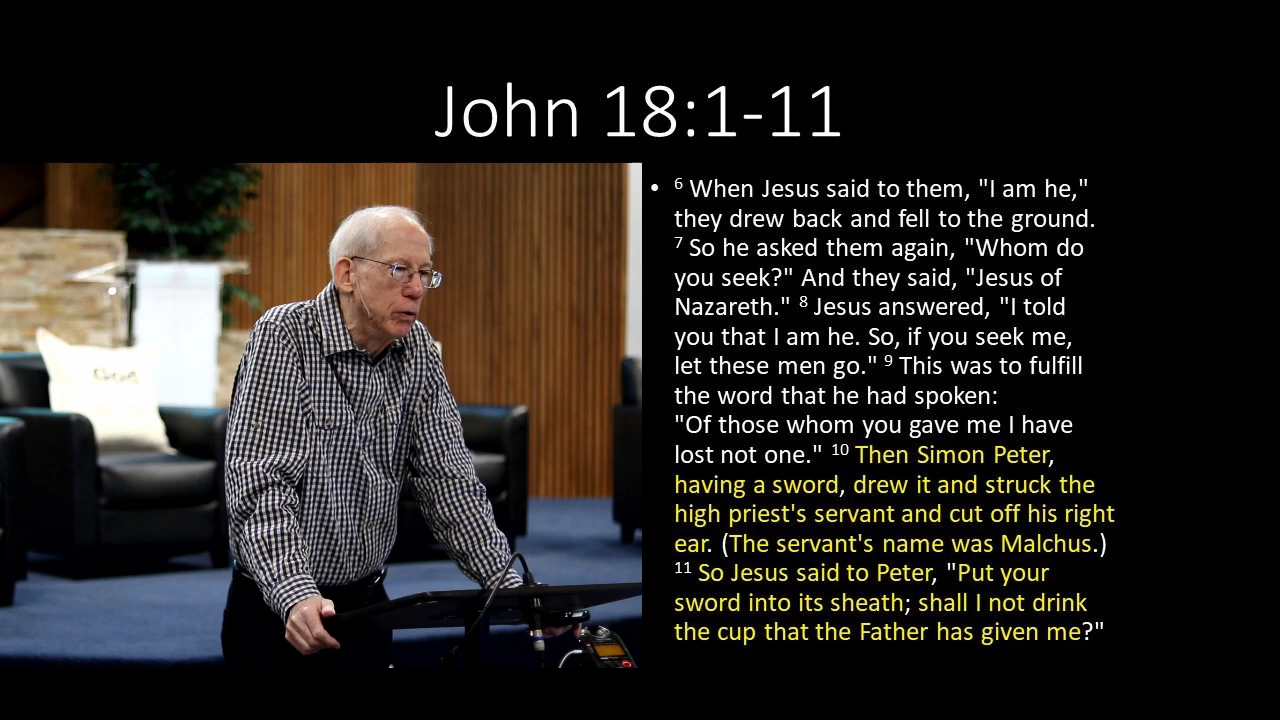 John 18:1-11
God
• ⁶ When Jesus said to them, "I am he,"
they drew back and fell to the ground.
⁷ So he asked them again, "Whom do
you seek?" And they said, "Jesus of
Nazareth." ⁸ Jesus answered, "I told
you that I am he. So, if you seek me,
let these men go." ⁹ This was to fulfill
the word that he had spoken:
"Of those whom you gave me I have
lost not one." ¹⁰ Then Simon Peter,
having a sword, drew it and struck the
high priest's servant and cut off his right
ear. (The servant's name was Malchus.)
¹¹ So Jesus said to Peter, "Put your
sword into its sheath; shall I not drink
the cup that the Father has given me?"